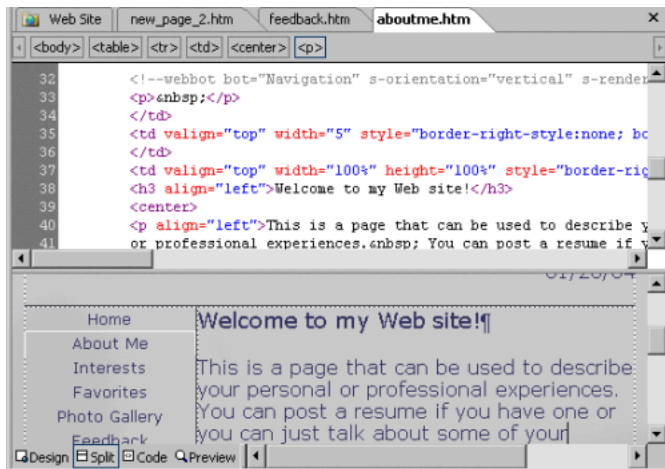 Web Site new_page_2.htm feedback.htm aboutme.htm
<body> <table> <tr> <td> <center> <p>
32 <!--webbot bot="Navigation" s-orientation="vertical" s-render
33 <p>&nbsp;</p>
34 </td>
35 <td valign="top" width="5" style="border-right-style:none; bo
36 </td>
37 <td valign="top" width="100%" height="100%" style="border-rig
38 <h3 align="left">Welcome to my Web site!</h3>
39 <center>
40 <p align="left">This is a page that can be used to describe y
41 or professional experiences.&nbsp; You can post a resume if y
01/28/04
Home
About Me
Interests
Favorites
Photo Gallery
Feedback
Welcome to my Web site!¶
This is a page that can be used to describe
your personal or professional experiences.
You can post a resume if you have one or
you can just talk about some of your
Design Split Code Preview